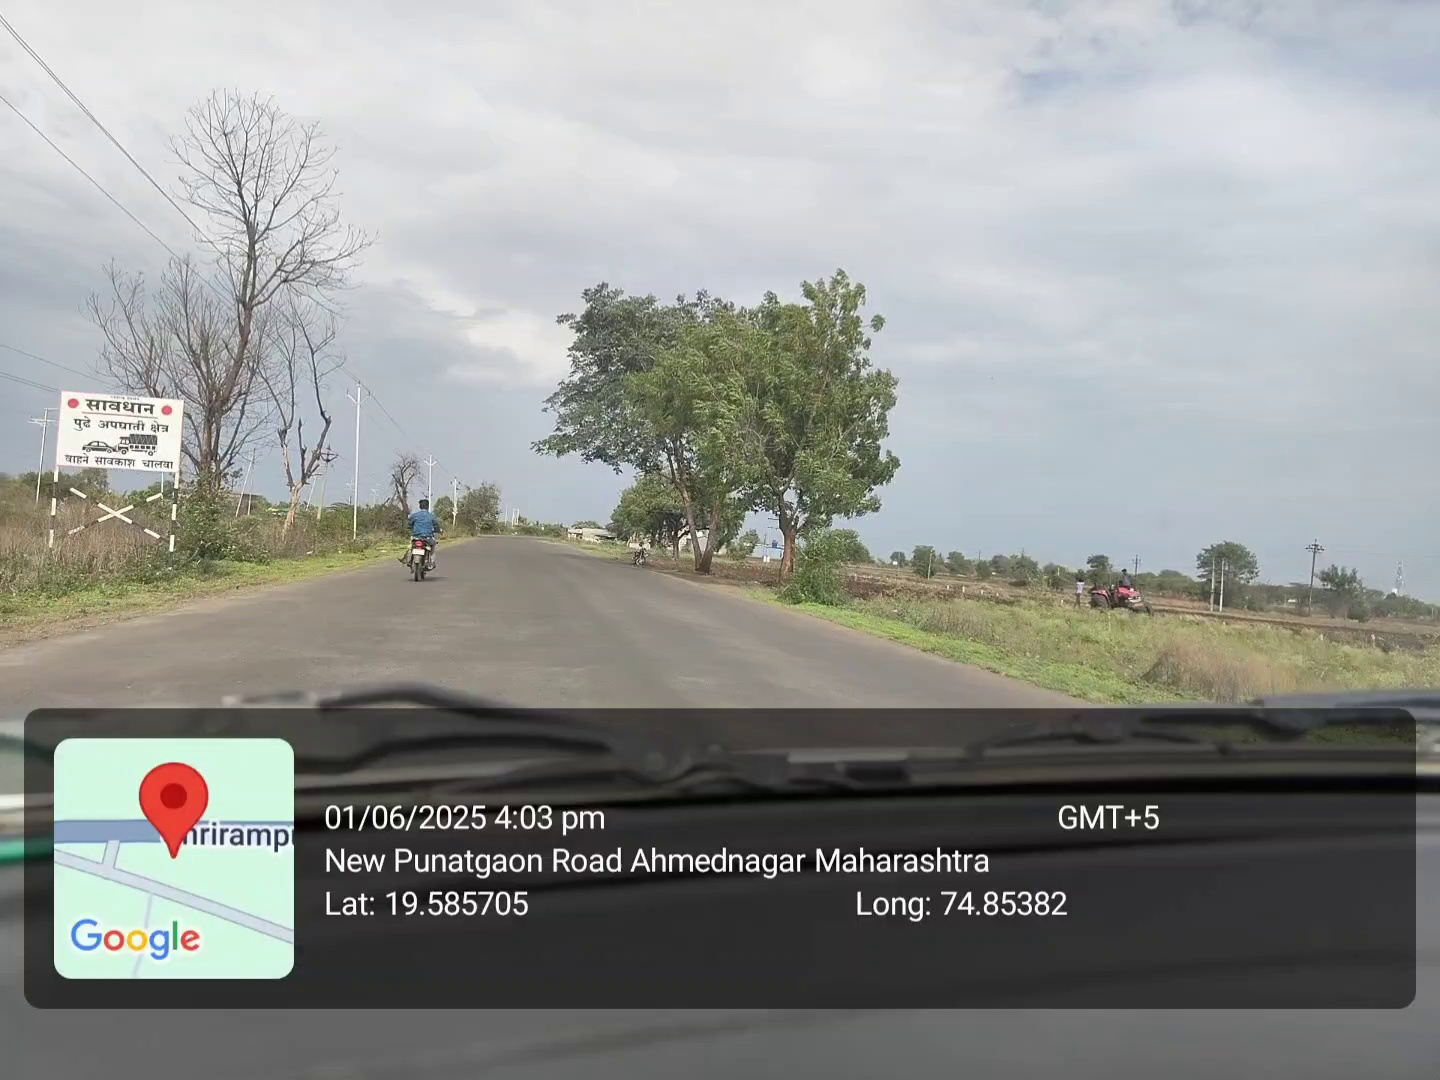 सावधान
पुढे अपघाती क्षेत्र
वाहने सावकाश चालवा
01/06/2025 4:03 pm
GMT+5
New Punatgaon Road Ahmednagar Maharashtra
Lat: 19.585705
Long: 74.85382
Google